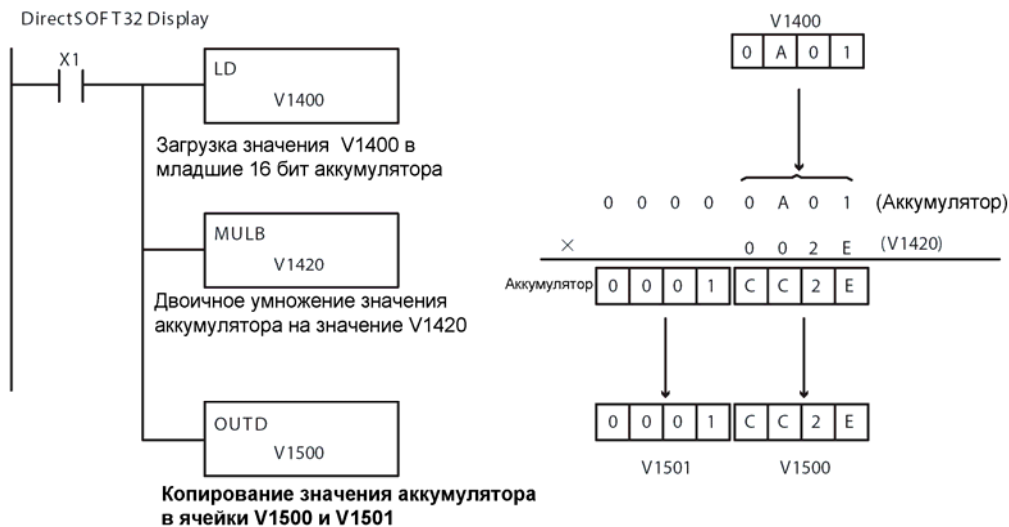 DirectSOFT32 Display
X1
LD
V1400
Загрузка значения V1400 в
младшие 16 бит аккумулятора
MULB
V1420
Двоичное умножение значения
аккумулятора на значение V1420
OUTD
V1500
Копирование значения аккумулятора
в ячейки V1500 и V1501
V1400
0 A 0 1
0 0 0 0 0 A 0 1 (Аккумулятор)
× 0 0 2 E (V1420)
Аккумулятор 0 0 0 1 C C 2 E
0 0 0 1 C C 2 E
V1501 V1500